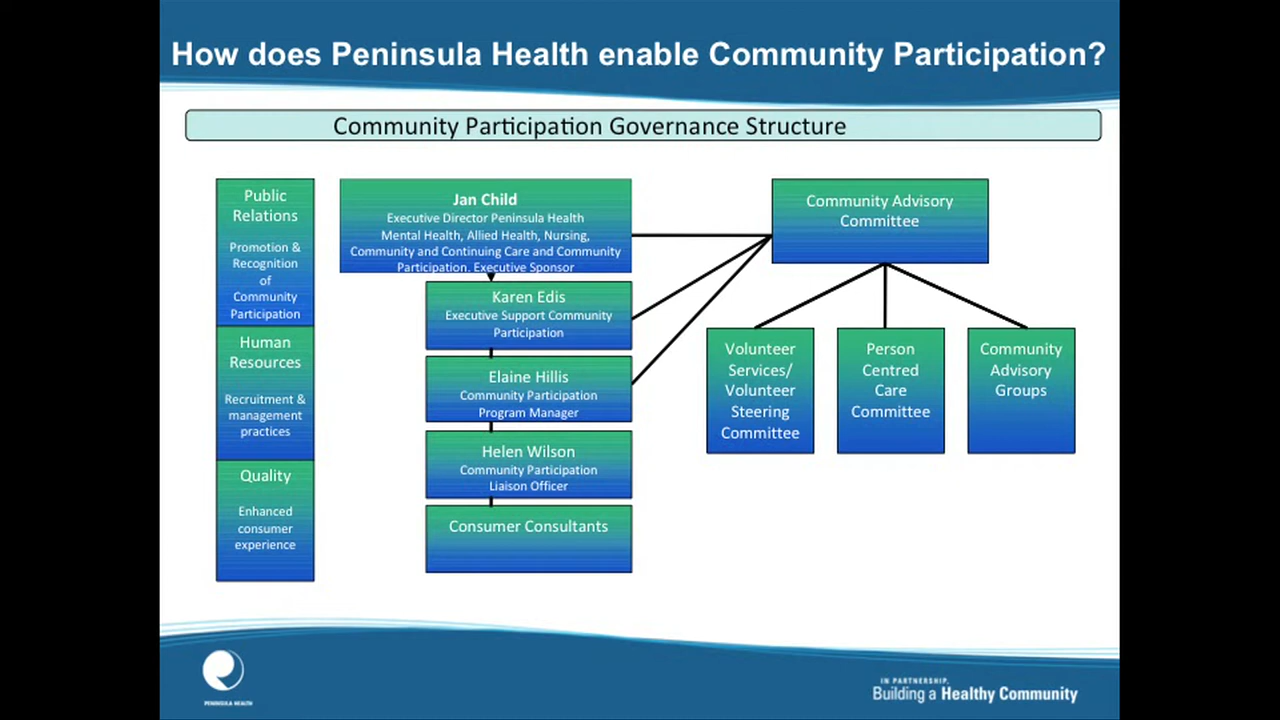 How does Peninsula Health enable Community Participation?
Community Participation Governance Structure
Public
Relations
Promotion &
Recognition
of
Community
Participation
Human
Resources
Recruitment &
management
practices
Quality
Enhanced
consumer
experience
Jan Child
Executive Director Peninsula Health
Mental Health, Allied Health, Nursing,
Community and Continuing Care and Community
Participation. Executive Sponsor
Karen Edis
Executive Support Community
Participation
Elaine Hillis
Community Participation
Program Manager
Helen Wilson
Community Participation
Liaison Officer
Consumer Consultants
Community Advisory
Committee
Volunteer
Services/
Volunteer
Steering
Committee
Person
Centred
Care
Committee
Community
Advisory
Groups
PENINSULA HEALTH
IN PARTNERSHIP,
Building a Healthy Community